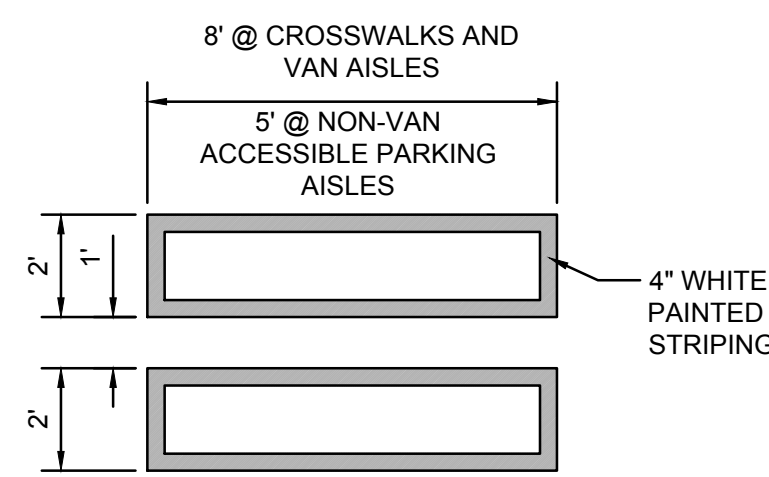 8' @ CROSSWALKS AND
VAN AISLES
5' @ NON-VAN
ACCESSIBLE PARKING
AISLES
2'
1'
4" WHITE
PAINTED
STRIPING
2'